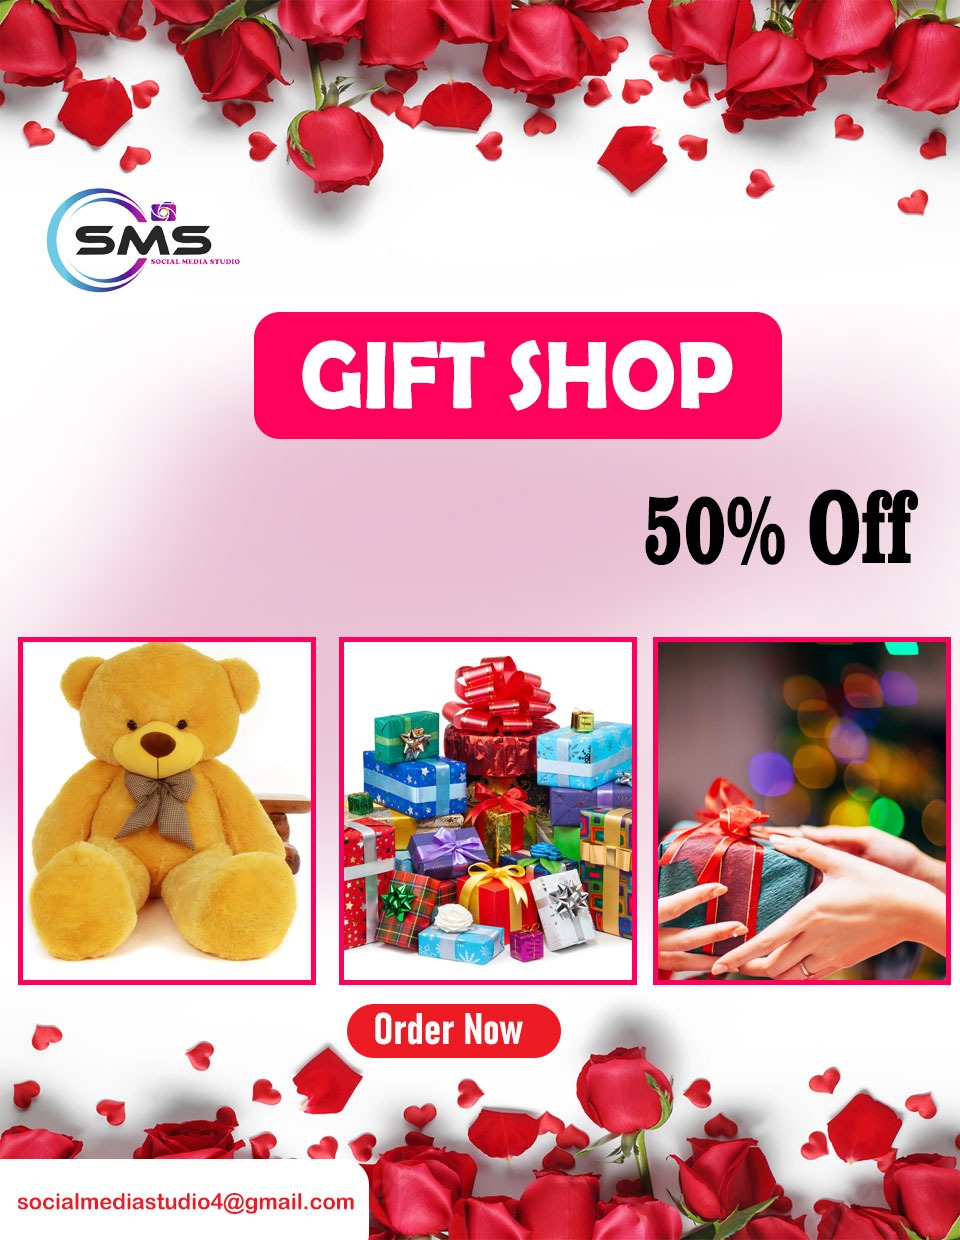 SMS
SOCIAL MEDIA STUDIO
GIFT SHOP
50% Off
Order Now
socialmediastudio4@gmail.com